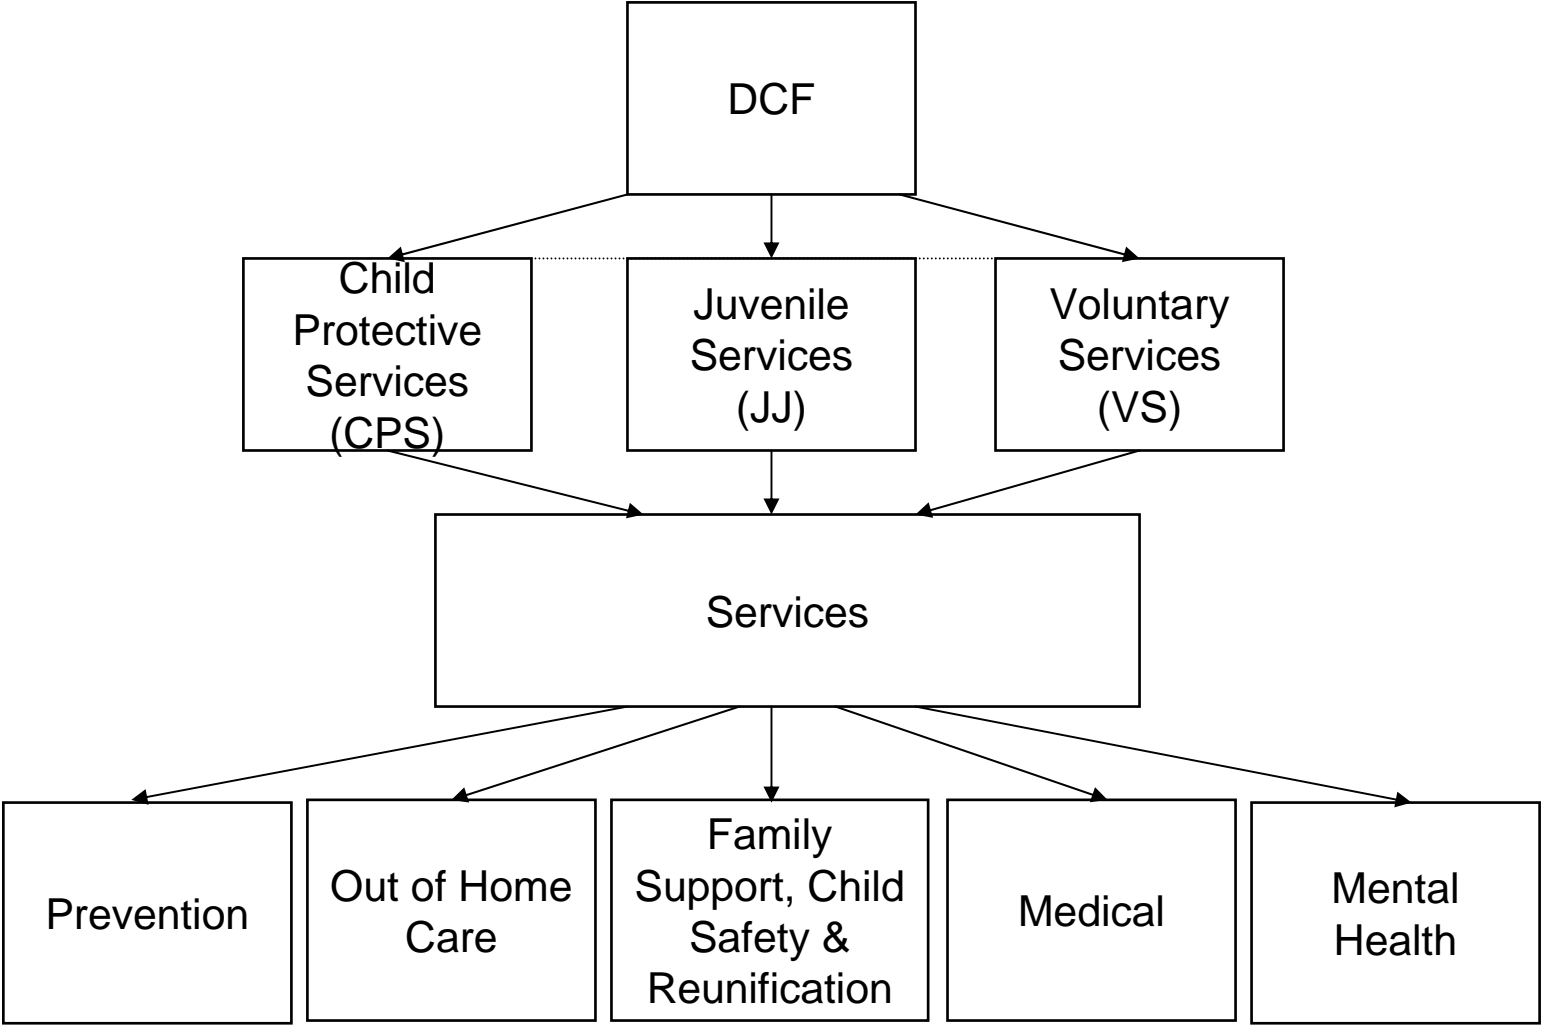 DCF
Child
Protective
Services
(CPS)
Juvenile
Services
(JJ)
Voluntary
Services
(VS)
Services
Prevention
Out of Home
Care
Family
Support, Child
Safety &
Reunification
Medical
Mental
Health